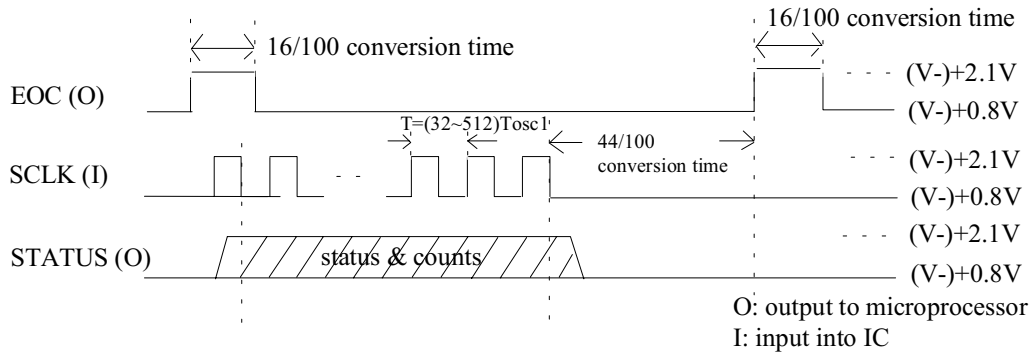 16/100 conversion time
16/100 conversion time
EOC (O)
(V-)+2.1V
(V-)+0.8V
T=(32~512)Tosc1
44/100
conversion time
SCLK (I)
(V-)+2.1V
(V-)+0.8V
STATUS (O)
status & counts
(V-)+2.1V
(V-)+0.8V
O: output to microprocessor
I: input into IC